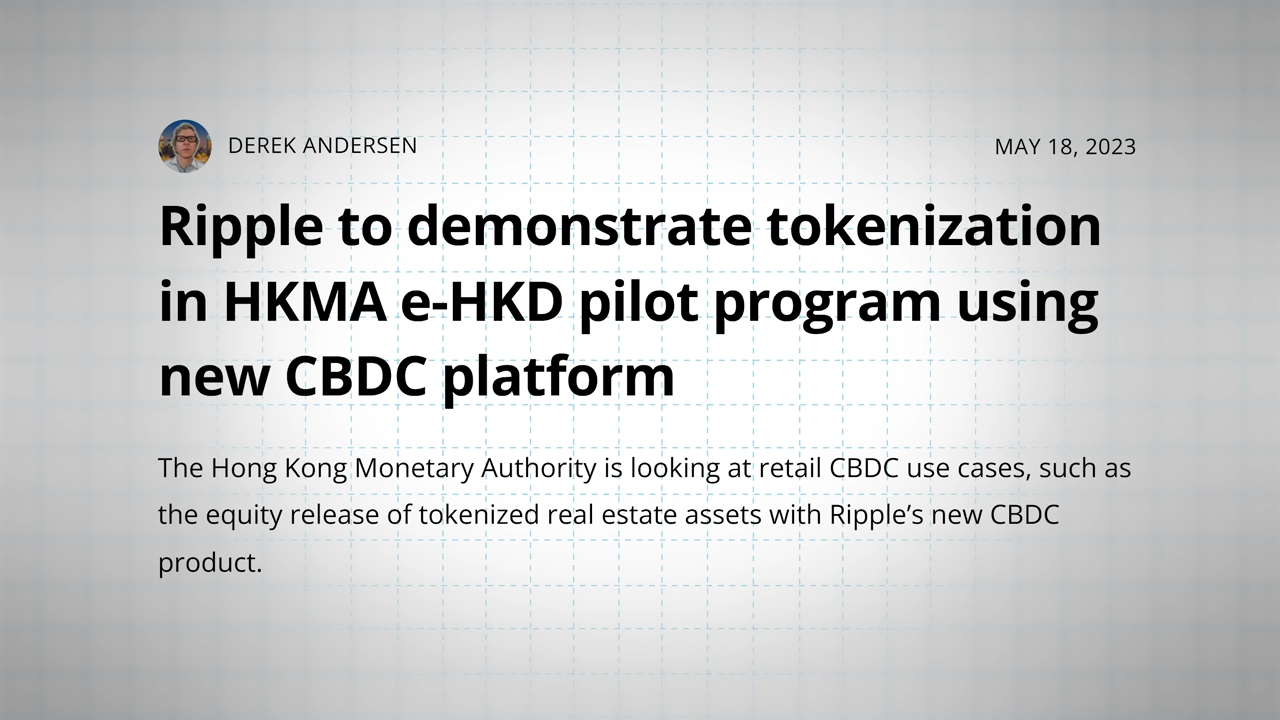 DEREK ANDERSEN
MAY 18, 2023
Ripple to demonstrate tokenization
in HKMA e-HKD pilot program using
new CBDC platform
The Hong Kong Monetary Authority is looking at retail CBDC use cases, such as
the equity release of tokenized real estate assets with Ripple’s new CBDC
product.